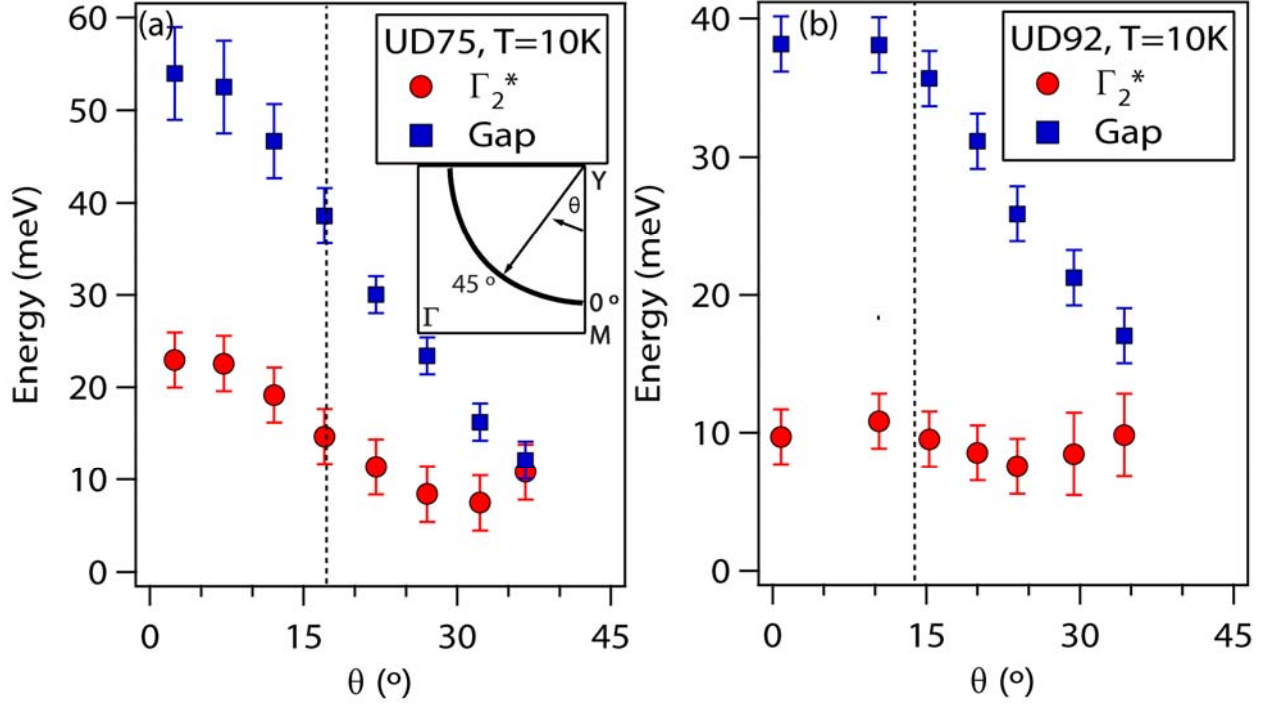 (a)
UD75, T=10K
Γ₂*
Gap
Y
θ
45 º
0 º
Γ
M
60
50
40
30
20
10
0
Energy (meV)
0 15 30 45
θ (º)
(b)
UD92, T=10K
Γ₂*
Gap
40
30
20
10
0
Energy (meV)
0 15 30 45
θ (º)